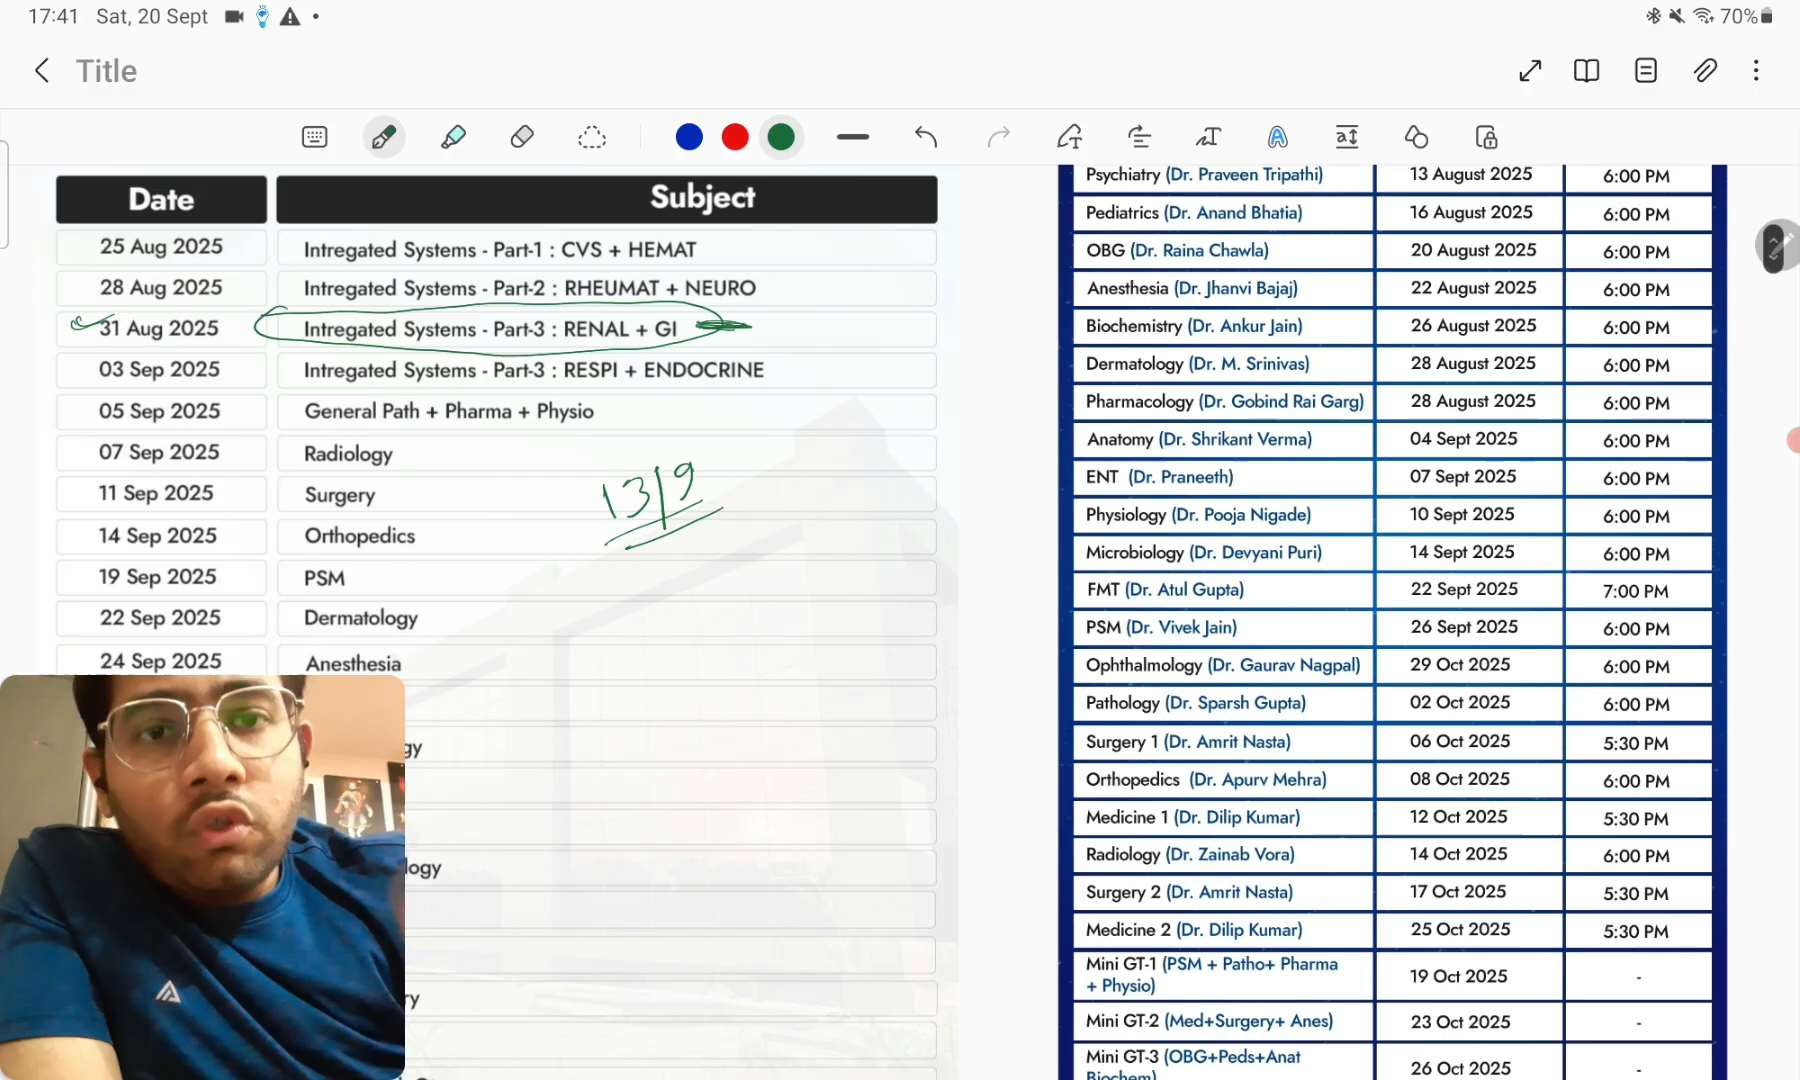 17:41 Sat, 20 Sept 70%
Title
Date Subject
25 Aug 2025 Intregated Systems - Part-1 : CVS + HEMAT
28 Aug 2025 Intregated Systems - Part-2 : RHEUMAT + NEURO
31 Aug 2025 Intregated Systems - Part-3 : RENAL + GI
03 Sep 2025 Intregated Systems - Part-3 : RESPI + ENDOCRINE
05 Sep 2025 General Path + Pharma + Physio
07 Sep 2025 Radiology
11 Sep 2025 Surgery
13/9
14 Sep 2025 Orthopedics
19 Sep 2025 PSM
22 Sep 2025 Dermatology
24 Sep 2025 Anesthesia
gy
logy
ry
Psychiatry (Dr. Praveen Tripathi) 13 August 2025 6:00 PM
Pediatrics (Dr. Anand Bhatia) 16 August 2025 6:00 PM
OBG (Dr. Raina Chawla) 20 August 2025 6:00 PM
Anesthesia (Dr. Jhanvi Bajaj) 22 August 2025 6:00 PM
Biochemistry (Dr. Ankur Jain) 26 August 2025 6:00 PM
Dermatology (Dr. M. Srinivas) 28 August 2025 6:00 PM
Pharmacology (Dr. Gobind Rai Garg) 28 August 2025 6:00 PM
Anatomy (Dr. Shrikant Verma) 04 Sept 2025 6:00 PM
ENT (Dr. Praneeth) 07 Sept 2025 6:00 PM
Physiology (Dr. Pooja Nigade) 10 Sept 2025 6:00 PM
Microbiology (Dr. Devyani Puri) 14 Sept 2025 6:00 PM
FMT (Dr. Atul Gupta) 22 Sept 2025 7:00 PM
PSM (Dr. Vivek Jain) 26 Sept 2025 6:00 PM
Ophthalmology (Dr. Gaurav Nagpal) 29 Oct 2025 6:00 PM
Pathology (Dr. Sparsh Gupta) 02 Oct 2025 6:00 PM
Surgery 1 (Dr. Amrit Nasta) 06 Oct 2025 5:30 PM
Orthopedics (Dr. Apurv Mehra) 08 Oct 2025 6:00 PM
Medicine 1 (Dr. Dilip Kumar) 12 Oct 2025 5:30 PM
Radiology (Dr. Zainab Vora) 14 Oct 2025 6:00 PM
Surgery 2 (Dr. Amrit Nasta) 17 Oct 2025 5:30 PM
Medicine 2 (Dr. Dilip Kumar) 25 Oct 2025 5:30 PM
Mini GT-1 (PSM + Patho+ Pharma
+ Physio) 19 Oct 2025 -
Mini GT-2 (Med+Surgery+ Anes) 23 Oct 2025 -
Mini GT-3 (OBG+Peds+Anat
Biochem) 26 Oct 2025 -